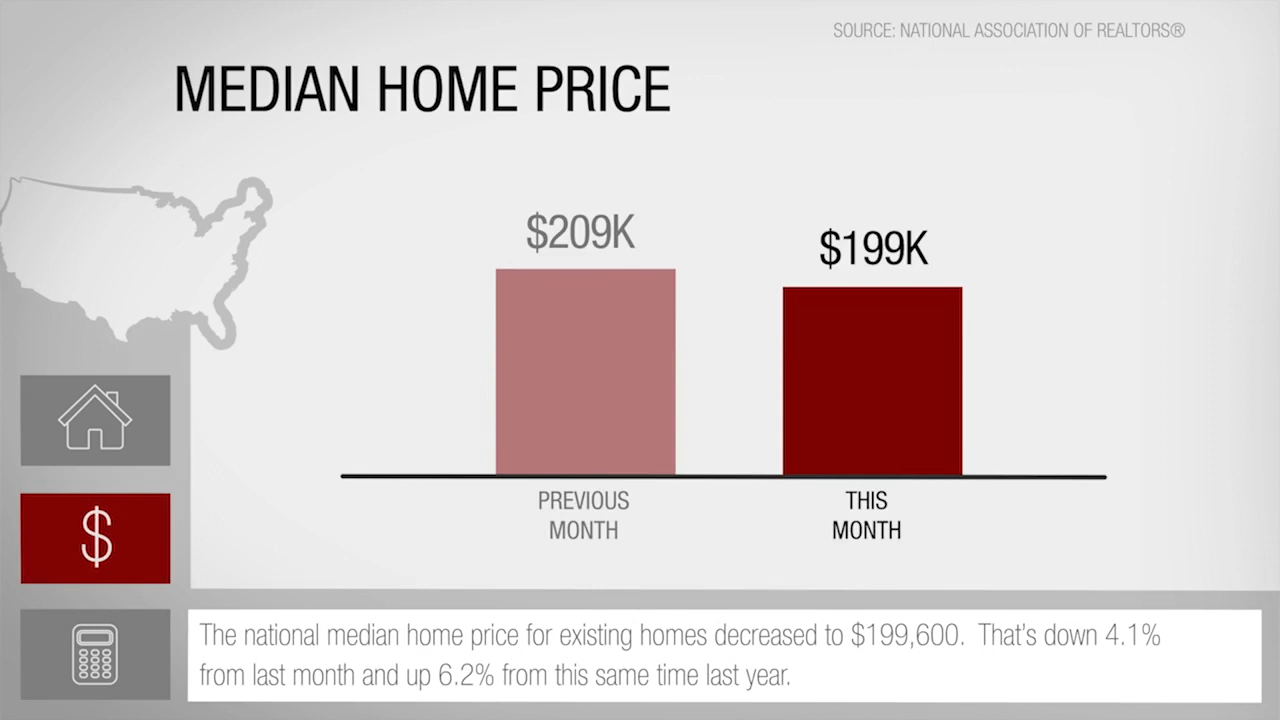 SOURCE: NATIONAL ASSOCIATION OF REALTORS®
MEDIAN HOME PRICE
$209K
$199K
PREVIOUS
MONTH
THIS
MONTH
$
The national median home price for existing homes decreased to $199,600.  That's down 4.1%
from last month and up 6.2% from this same time last year.